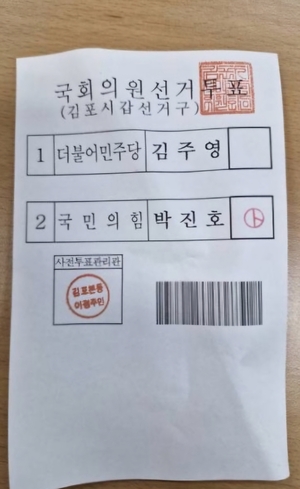 국회의원선거투표
(김포시갑선거구)
1 더불어민주당 김주영
2 국민의힘 박진호
사전투표관리관
김포본동